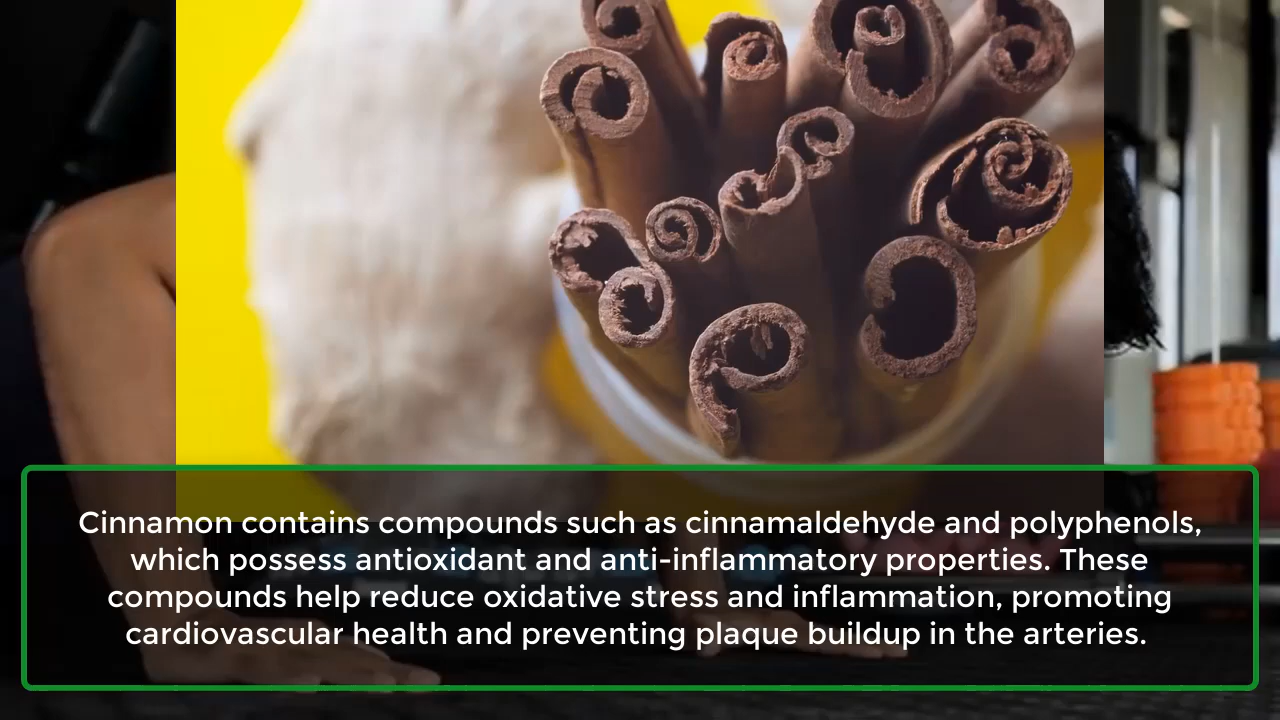 Cinnamon contains compounds such as cinnamaldehyde and polyphenols,
which possess antioxidant and anti-inflammatory properties. These
compounds help reduce oxidative stress and inflammation, promoting
cardiovascular health and preventing plaque buildup in the arteries.